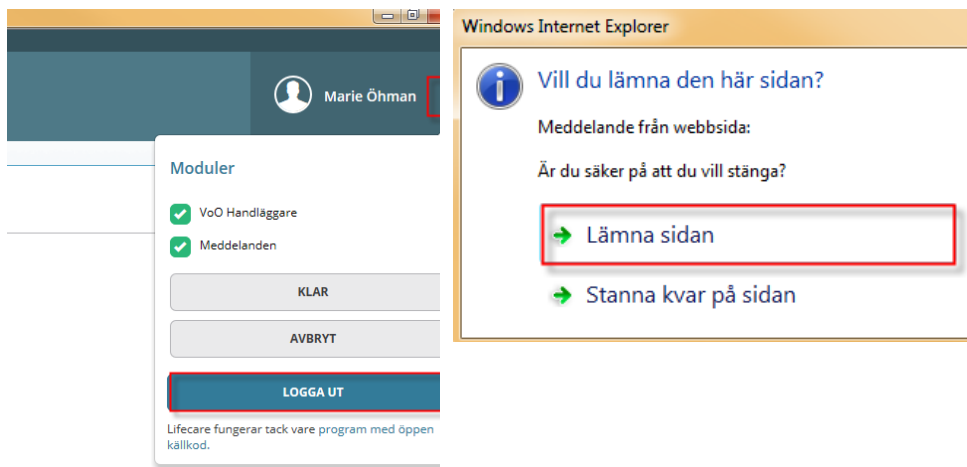 Marie Öhman
Moduler
VoO Handläggare
Meddelanden
KLAR
AVBRYT
LOGGA UT
Lifecare fungerar tack vare program med öppen
källkod.
Windows Internet Explorer
Vill du lämna den här sidan?
Meddelande från webbsida:
Är du säker på att du vill stänga?
Lämna sidan
Stanna kvar på sidan